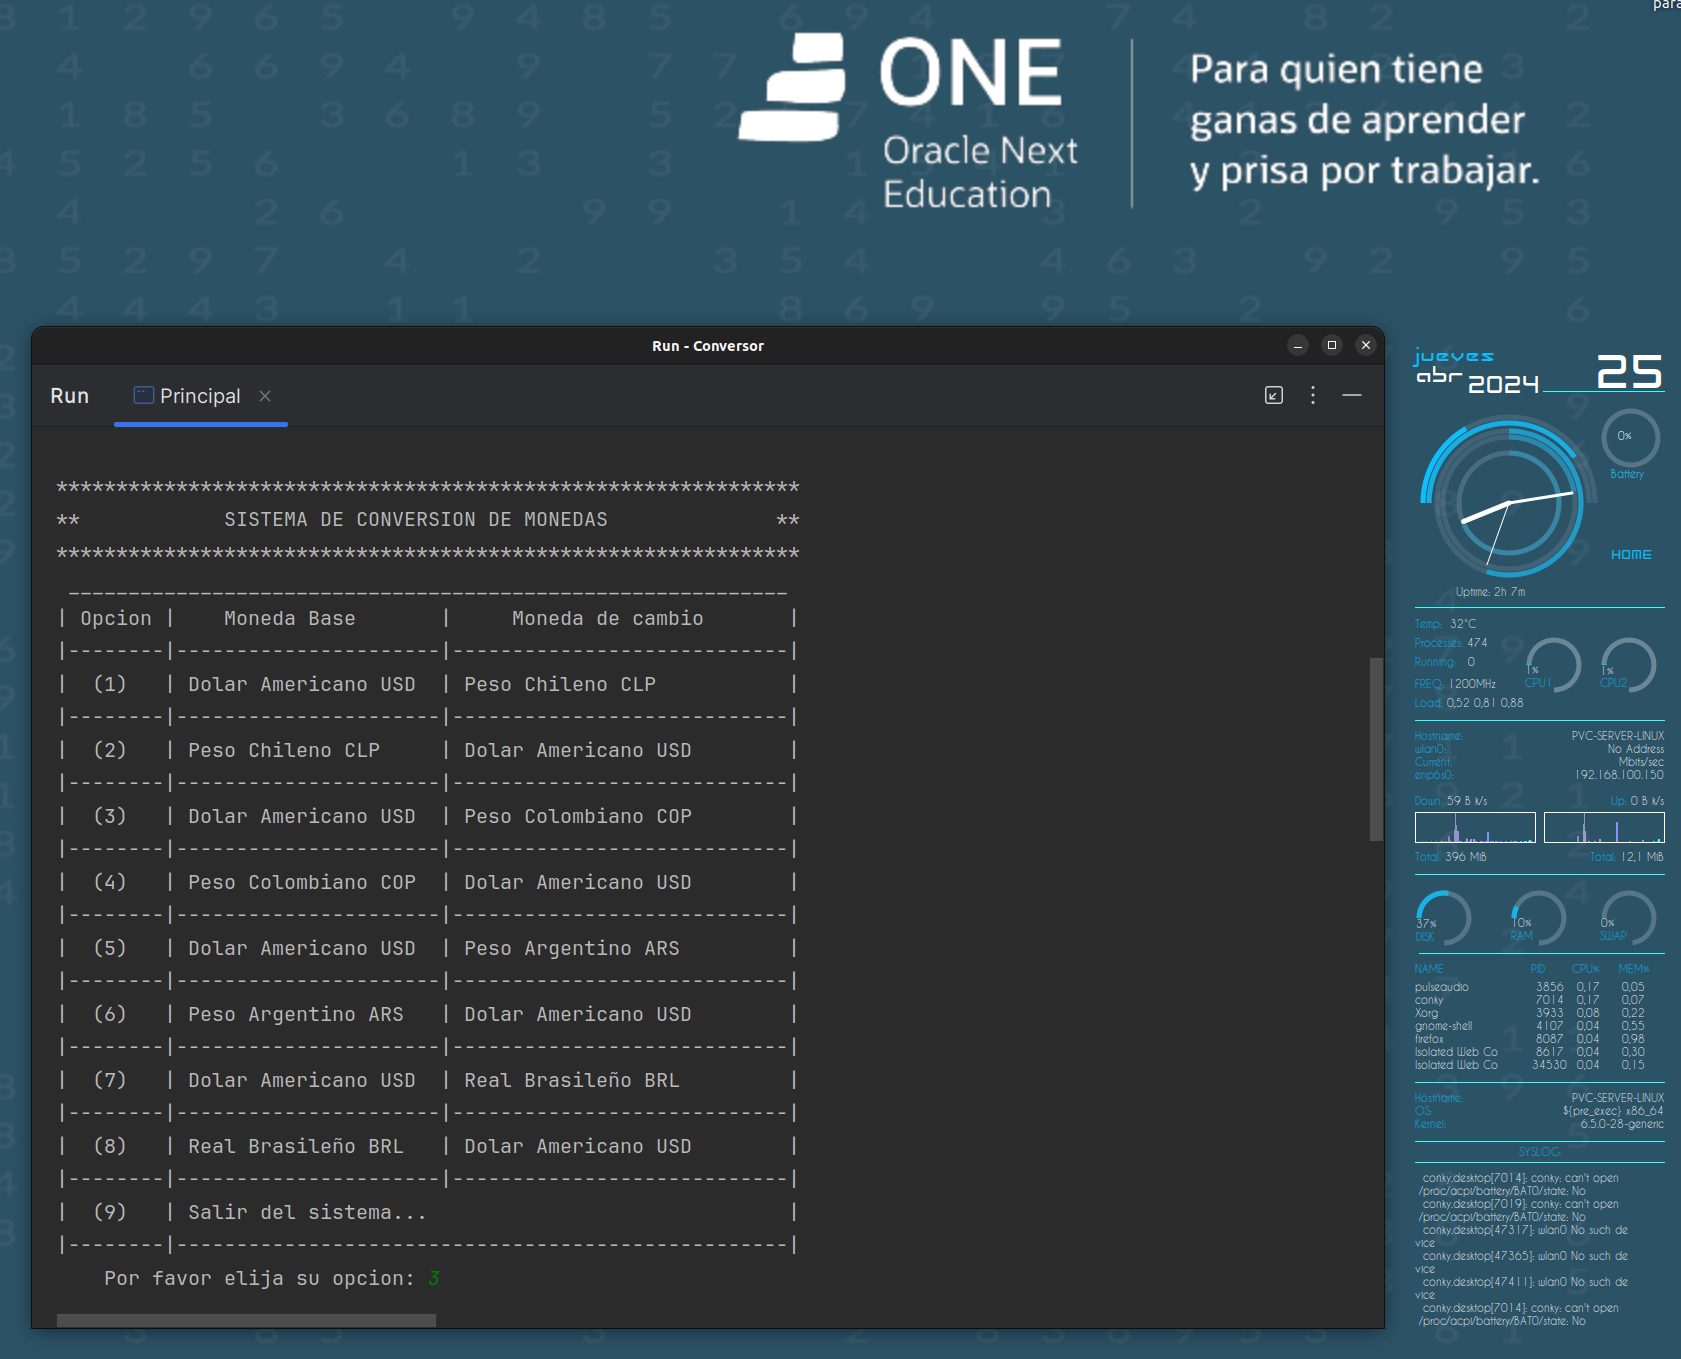 para
ONE
Oracle Next
Education
Para quien tiene
ganas de aprender
y prisa por trabajar.
Run - Conversor
Run
Principal
**************************************************************
** SISTEMA DE CONVERSION DE MONEDAS **
**************************************************************
____________________________________________________________
| Opcion | Moneda Base | Moneda de cambio |
|--------|----------------------|----------------------------|
| (1) | Dolar Americano USD | Peso Chileno CLP |
|--------|----------------------|----------------------------|
| (2) | Peso Chileno CLP | Dolar Americano USD |
|--------|----------------------|----------------------------|
| (3) | Dolar Americano USD | Peso Colombiano COP |
|--------|----------------------|----------------------------|
| (4) | Peso Colombiano COP | Dolar Americano USD |
|--------|----------------------|----------------------------|
| (5) | Dolar Americano USD | Peso Argentino ARS |
|--------|----------------------|----------------------------|
| (6) | Peso Argentino ARS | Dolar Americano USD |
|--------|----------------------|----------------------------|
| (7) | Dolar Americano USD | Real Brasileño BRL |
|--------|----------------------|----------------------------|
| (8) | Real Brasileño BRL | Dolar Americano USD |
|--------|----------------------|----------------------------|
| (9) | Salir del sistema... |
|--------|---------------------------------------------------|
Por favor elija su opcion: 3
jueves
abr 2024 25
0%
Battery
HOME
Uptime: 2h 7m
Temp: 32°C
Processes: 474
Running: 0
1% 1%
FREQ: 1200MHz CPU1 CPU2
Load: 0,52 0,81 0,88
Hostname: PVC-SERVER-LINUX
wlan0: No Address
Current: Mbits/sec
enp6s0: 192.168.100.150
Down: 59 B k/s Up: 0 B k/s
Total: 396 MiB Total: 12,1 MiB
37% 10% 0%
DISK RAM SWAP
NAME PID CPU% MEM%
pulseaudio 3856 0,17 0,05
conky 7014 0,17 0,07
Xorg 3933 0,08 0,22
gnome-shell 4107 0,04 0,55
firefox 8087 0,04 0,98
Isolated Web Co 8617 0,04 0,30
Isolated Web Co 34530 0,04 0,15
Hostname: PVC-SERVER-LINUX
OS: ${pre_exec} x86_64
Kernel: 6.5.0-28-generic
SYSLOG:
conky.desktop[7014]: conky: can't open
/proc/acpi/battery/BAT0/state: No
conky.desktop[7019]: conky: can't open
/proc/acpi/battery/BAT0/state: No
conky.desktop[47317]: wlan0 No such de
vice
conky.desktop[47365]: wlan0 No such de
vice
conky.desktop[47411]: wlan0 No such de
vice
conky.desktop[7014]: conky: can't open
/proc/acpi/battery/BAT0/state: No